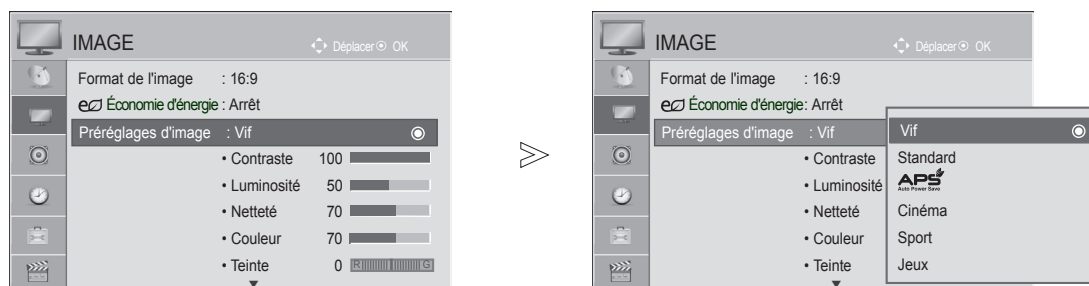 IMAGE
Déplacer OK
Format de l'image : 16:9
Économie d'énergie : Arrêt
Préréglages d'image : Vif
• Contraste 100
• Luminosité 50
• Netteté 70
• Couleur 70
• Teinte 0 R G
IMAGE
Déplacer OK
Format de l'image : 16:9
Économie d'énergie: Arrêt
Préréglages d'image : Vif
• Contraste
• Luminosité
• Netteté
• Couleur
• Teinte
Vif
Standard
APS
Auto Power Save
Cinéma
Sport
Jeux